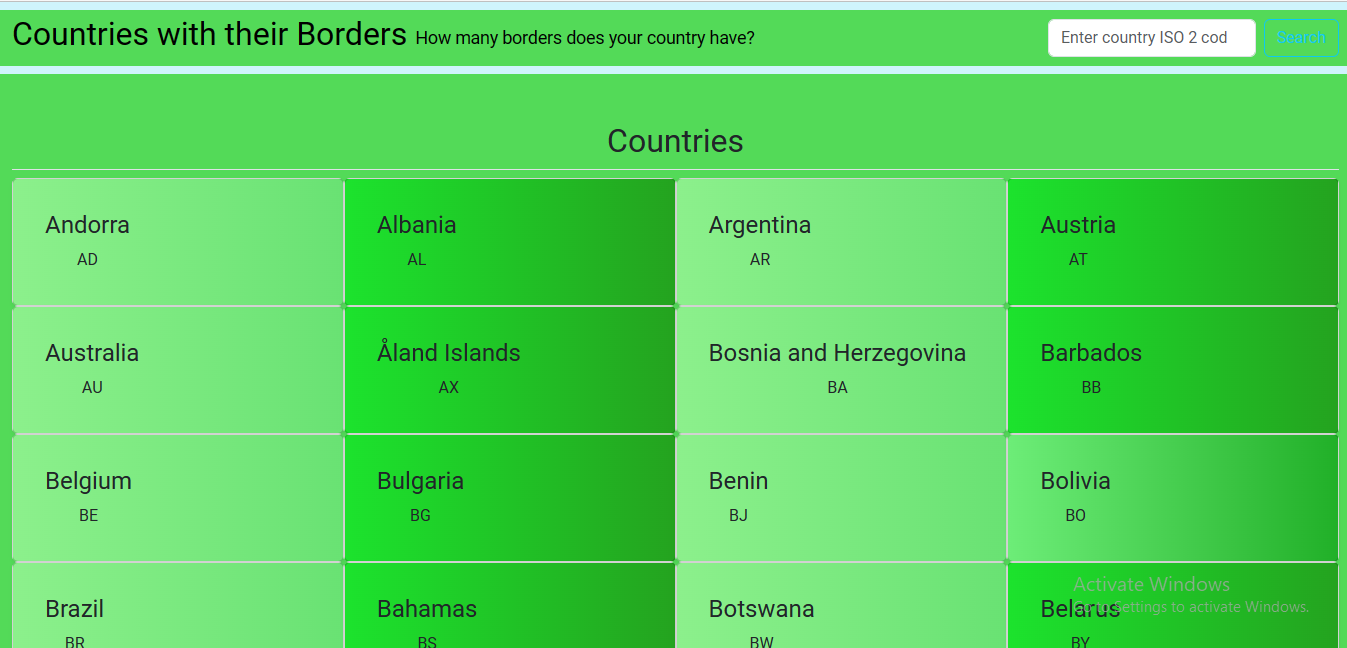 Countries with their Borders How many borders does your country have? Enter country ISO 2 cod Search
Countries
Andorra Albania Argentina Austria
AD AL AR AT
Australia Åland Islands Bosnia and Herzegovina Barbados
AU AX BA BB
Belgium Bulgaria Benin Bolivia
BE BG BJ BO
Activate Windows
Brazil Bahamas Botswana Belarus
Settings to activate Windows.
BR BS BW BY